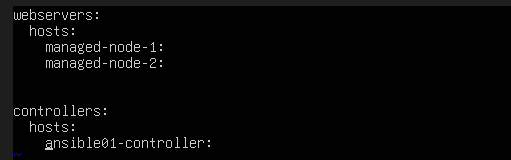 webservers:
  hosts:
    managed-node-1:
    managed-node-2:
controllers:
  hosts:
    ansible01-controller:
~